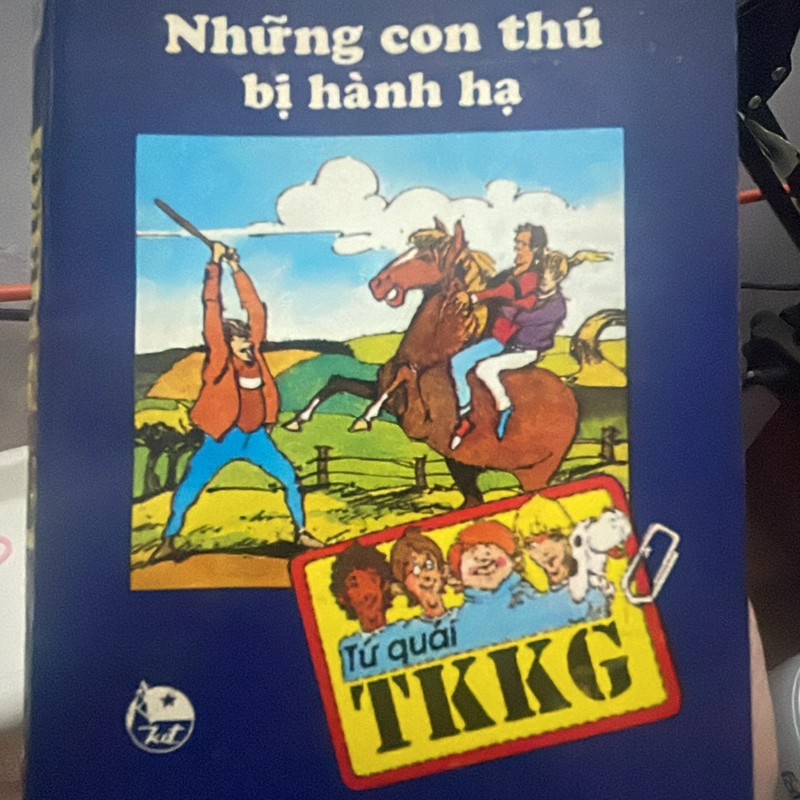 Những con thú
bị hành hạ
Tứ quái
TKKG